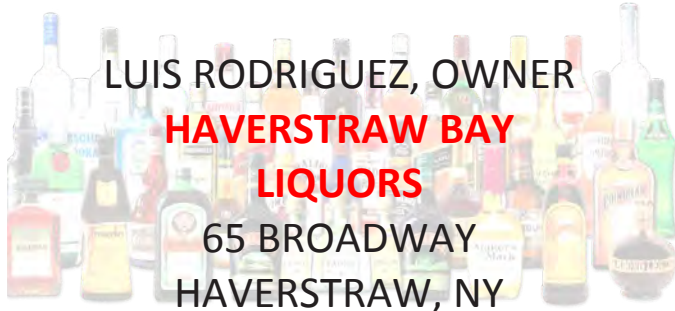 LUIS RODRIGUEZ, OWNER
HAVERSTRAW BAY
LIQUORS
65 BROADWAY
HAVERSTRAW, NY